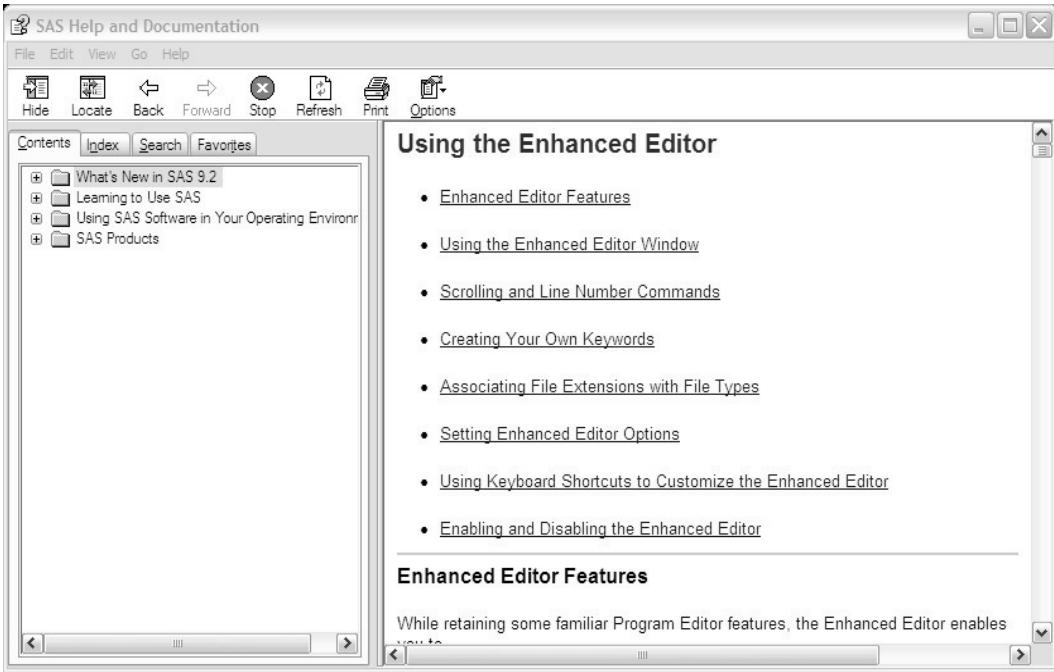 SAS Help and Documentation
File Edit View Go Help
Hide Locate Back Forward Stop Refresh Print Options
Contents Index Search Favorites
What's New in SAS 9.2
Learning to Use SAS
Using SAS Software in Your Operating Environr
SAS Products
Using the Enhanced Editor
• Enhanced Editor Features
• Using the Enhanced Editor Window
• Scrolling and Line Number Commands
• Creating Your Own Keywords
• Associating File Extensions with File Types
• Setting Enhanced Editor Options
• Using Keyboard Shortcuts to Customize the Enhanced Editor
• Enabling and Disabling the Enhanced Editor
Enhanced Editor Features
While retaining some familiar Program Editor features, the Enhanced Editor enables